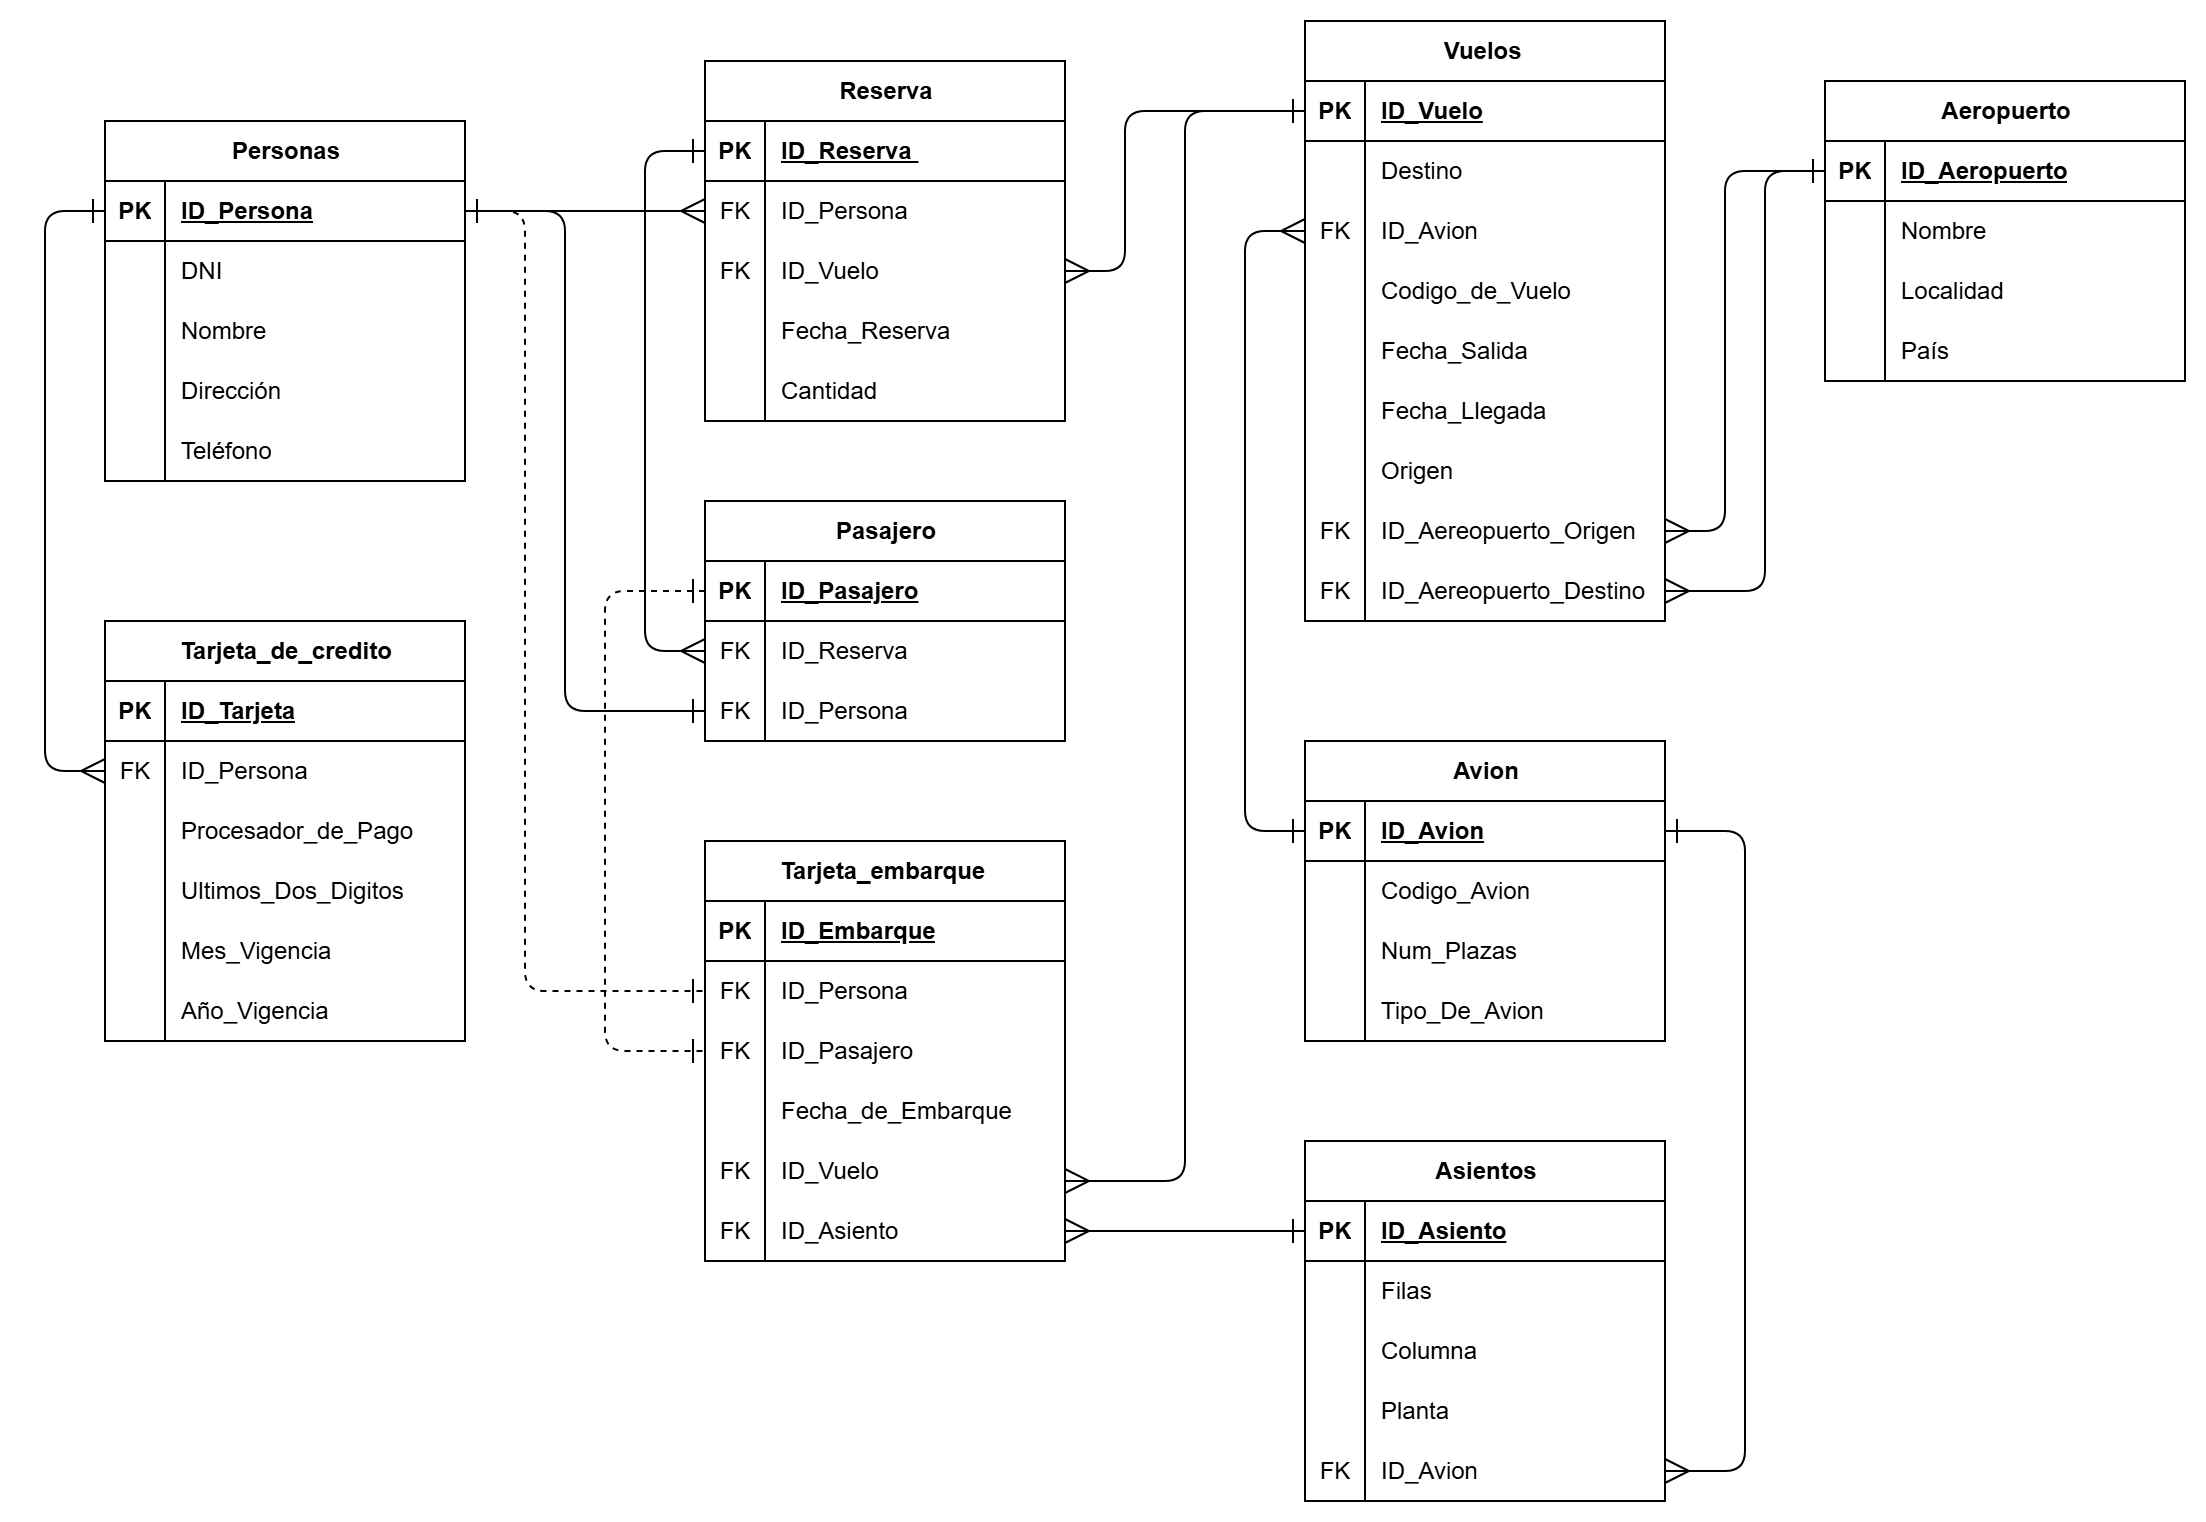 Personas
PK ID_Persona
DNI
Nombre
Dirección
Teléfono
Tarjeta_de_credito
PK ID_Tarjeta
FK ID_Persona
Procesador_de_Pago
Ultimos_Dos_Digitos
Mes_Vigencia
Año_Vigencia
Reserva
PK ID_Reserva
FK ID_Persona
FK ID_Vuelo
Fecha_Reserva
Cantidad
Pasajero
PK ID_Pasajero
FK ID_Reserva
FK ID_Persona
Tarjeta_embarque
PK ID_Embarque
FK ID_Persona
FK ID_Pasajero
Fecha_de_Embarque
FK ID_Vuelo
FK ID_Asiento
Vuelos
PK ID_Vuelo
Destino
FK ID_Avion
Codigo_de_Vuelo
Fecha_Salida
Fecha_Llegada
Origen
FK ID_Aereopuerto_Origen
FK ID_Aereopuerto_Destino
Avion
PK ID_Avion
Codigo_Avion
Num_Plazas
Tipo_De_Avion
Asientos
PK ID_Asiento
Filas
Columna
Planta
FK ID_Avion
Aeropuerto
PK ID_Aeropuerto
Nombre
Localidad
País